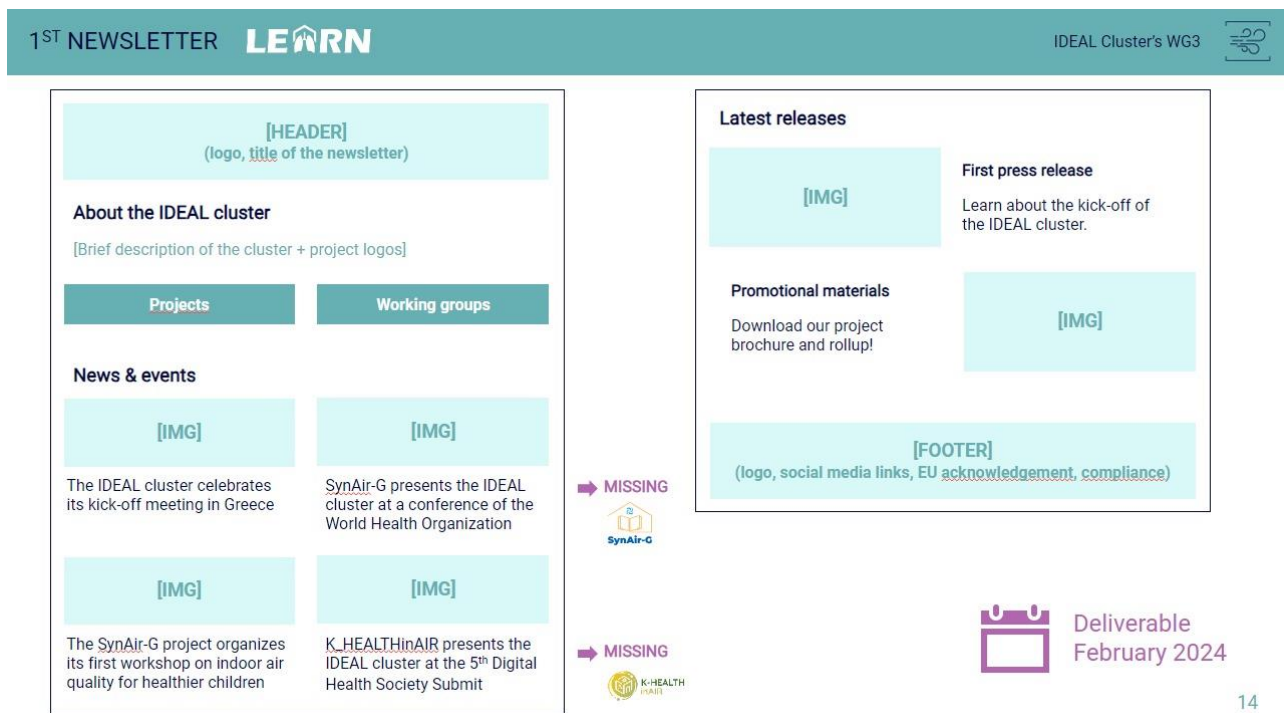 1ST NEWSLETTER LEARN
IDEAL Cluster's WG3
[HEADER]
(logo, title of the newsletter)
About the IDEAL cluster
[Brief description of the cluster + project logos]
Projects
Working groups
News & events
[IMG]
The IDEAL cluster celebrates
its kick-off meeting in Greece
[IMG]
SynAir-G presents the IDEAL
cluster at a conference of the
World Health Organization
MISSING
SynAir-G
[IMG]
The SynAir-G project organizes
its first workshop on indoor air
quality for healthier children
[IMG]
K_HEALTHinAIR presents the
IDEAL cluster at the 5th Digital
Health Society Submit
MISSING
K-HEALTH
inAIR
Latest releases
[IMG]
First press release
Learn about the kick-off of
the IDEAL cluster.
Promotional materials
Download our project
brochure and rollup!
[IMG]
[FOOTER]
(logo, social media links, EU acknowledgement, compliance)
Deliverable
February 2024
14